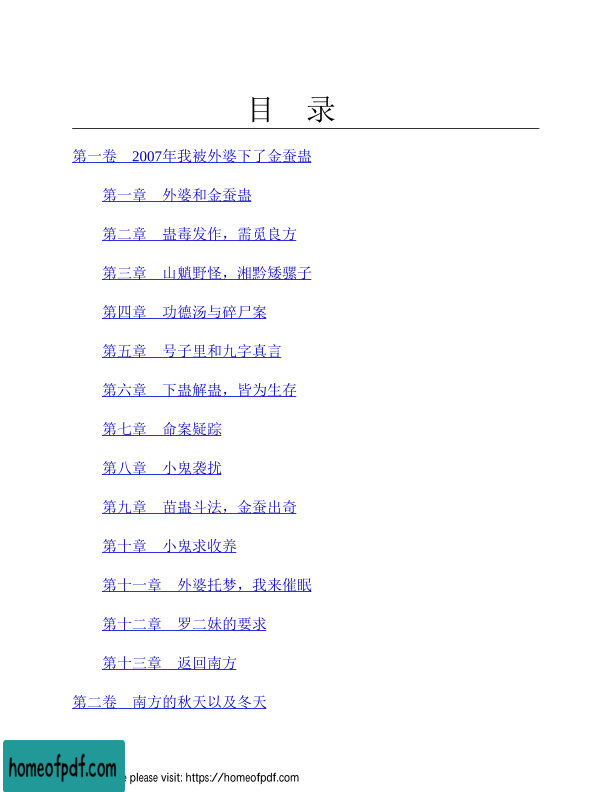 目　录
第一卷　2007年我被外婆下了金蚕蛊
第一章　外婆和金蚕蛊
第二章　蛊毒发作，需觅良方
第三章　山魈野怪，湘黔矮骡子
第四章　功德汤与碎尸案
第五章　号子里和九字真言
第六章　下蛊解蛊，皆为生存
第七章　命案疑踪
第八章　小鬼袭扰
第九章　苗蛊斗法，金蚕出奇
第十章　小鬼求收养
第十一章　外婆托梦，我来催眠
第十二章　罗二妹的要求
第十三章　返回南方
第二卷　南方的秋天以及冬天
homeofpdf.com
please visit: https://homeofpdf.com